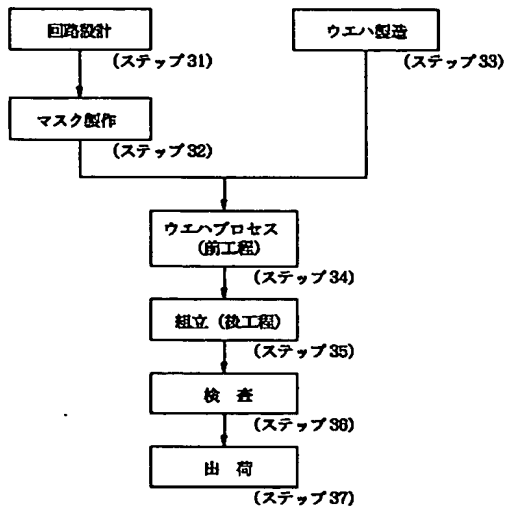 回路設計
(ステップ31)
ウエハ製造
(ステップ33)
マスク製作
(ステップ32)
ウエハプロセス
(前工程)
(ステップ34)
組立(後工程)
(ステップ35)
検 査
(ステップ36)
出 荷
(ステップ37)